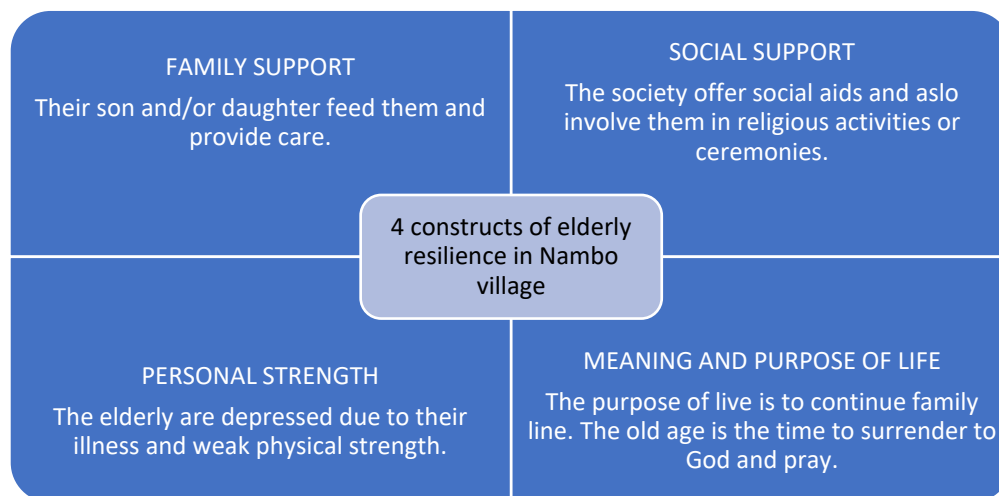 FAMILY SUPPORT
Their son and/or daughter feed them and
provide care.
SOCIAL SUPPORT
The society offer social aids and aslo
involve them in religious activities or
ceremonies.
4 constructs of elderly
resilience in Nambo
village
PERSONAL STRENGTH
The elderly are depressed due to their
illness and weak physical strength.
MEANING AND PURPOSE OF LIFE
The purpose of live is to continue family
line. The old age is the time to surrender to
God and pray.